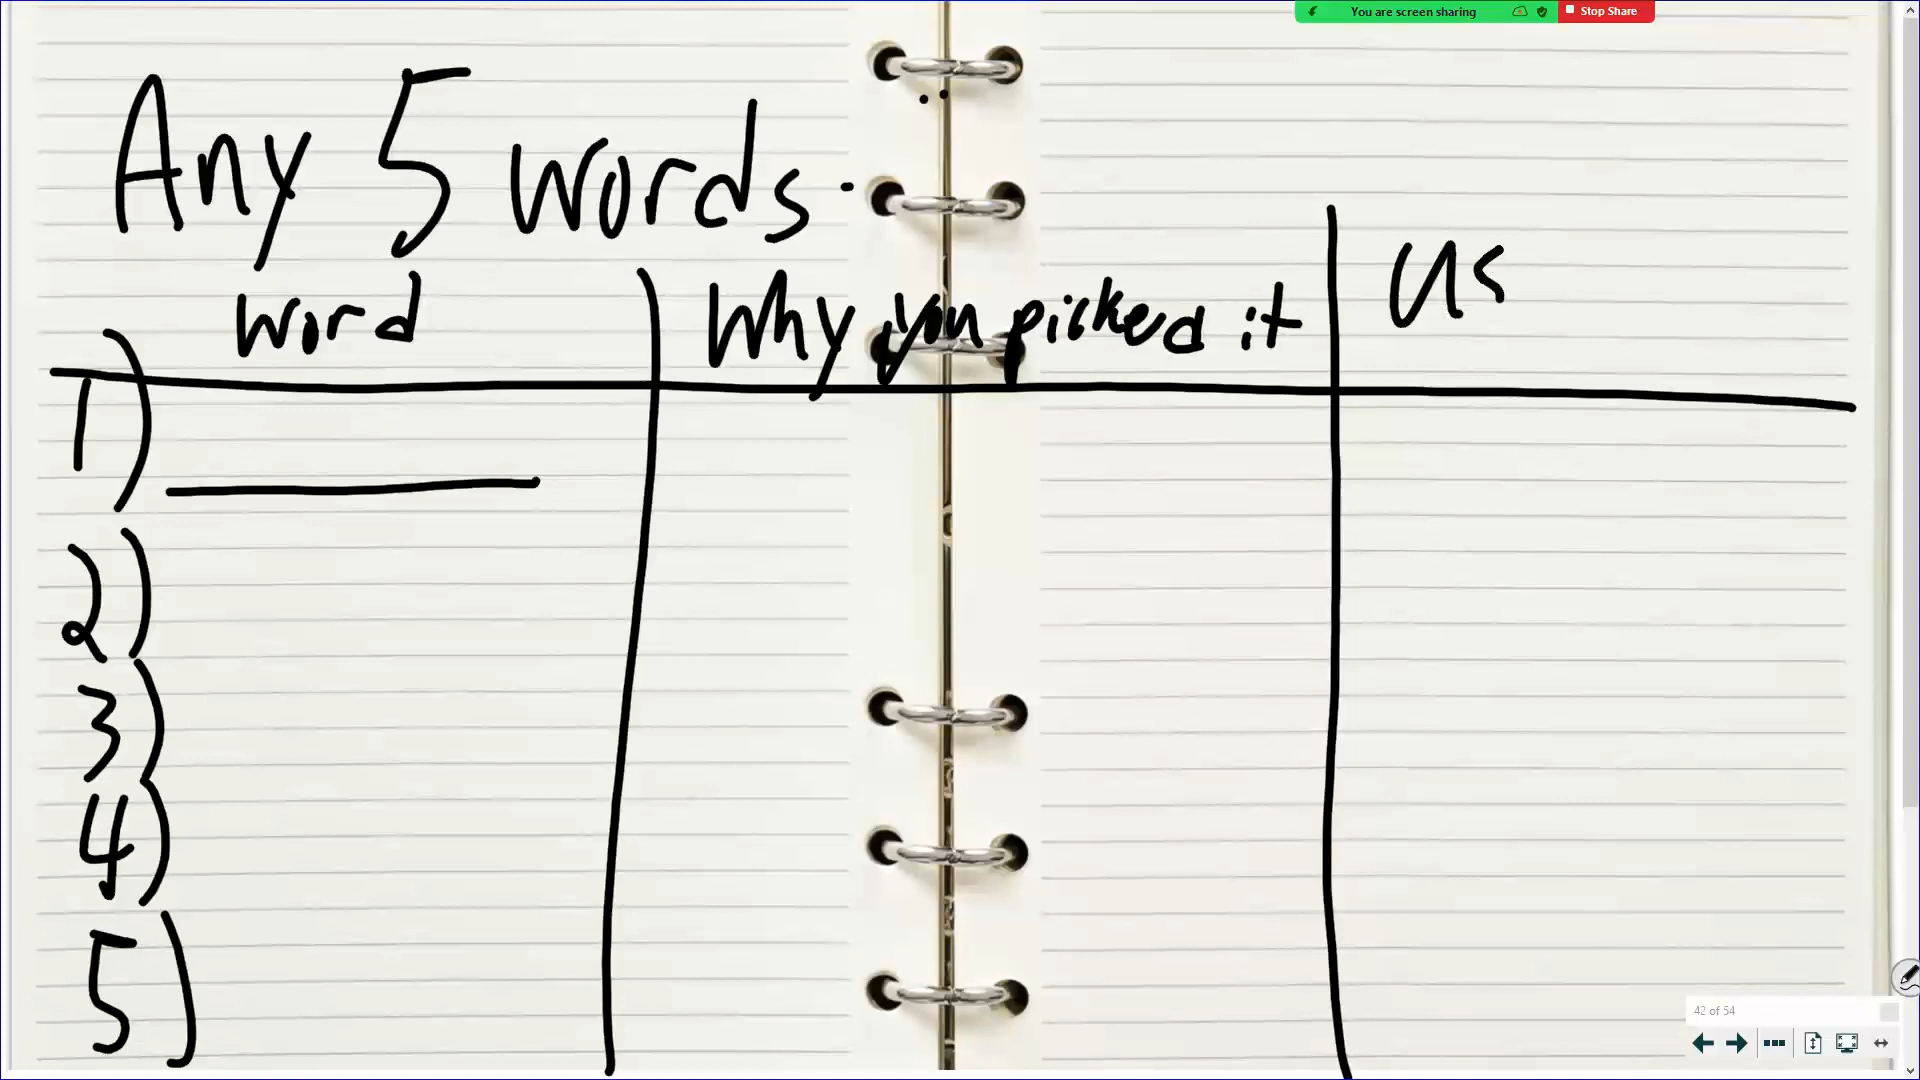 You are screen sharing
Stop Share
Any 5 words
word
Why you picked it
Us
1)
2)
3)
4)
5)
42 of 54